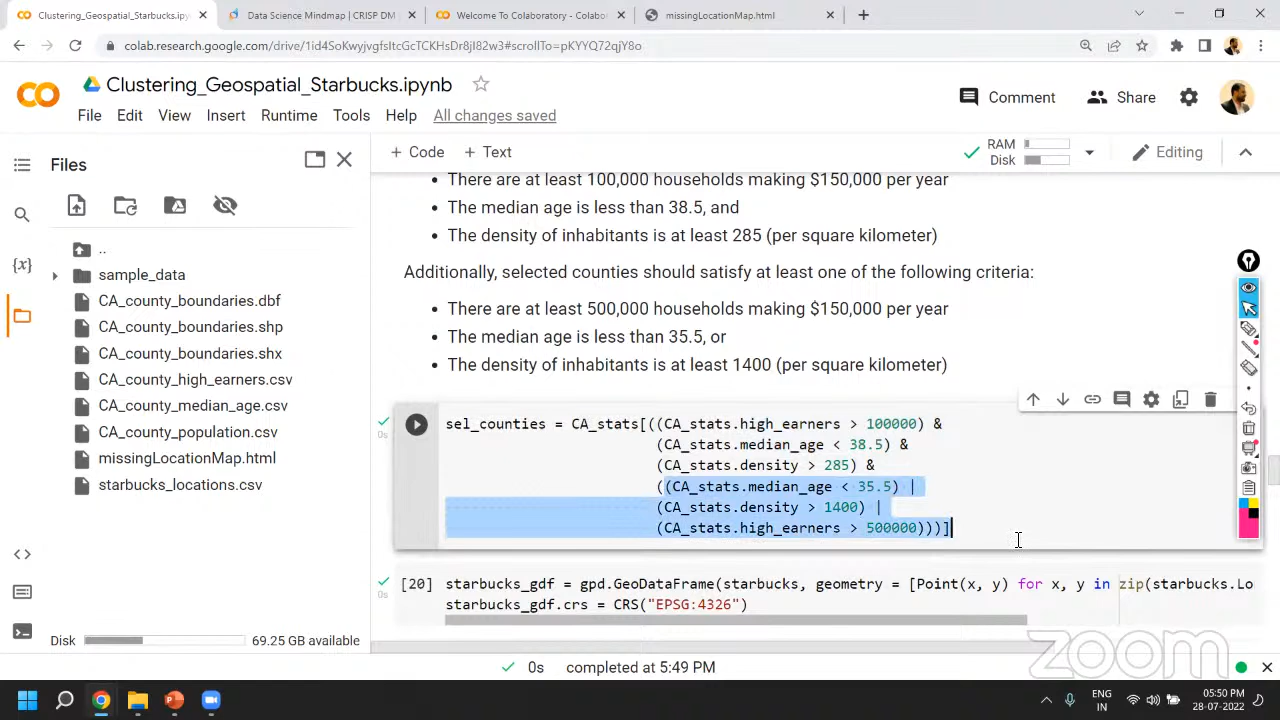 Clustering_Geospatial_Starbucks.ipyn
Data Science Mindmap | CRISP DM
Welcome To Colaboratory - Colabo
missingLocationMap.html
colab.research.google.com/drive/1id4SoKwyjvgfsItcGcTCKHsDr8jI82w3#scrollTo=pKYYQ72qjY8o
CO
Clustering_Geospatial_Starbucks.ipynb
Comment
Share
File Edit View Insert Runtime Tools Help All changes saved
Files
+ Code + Text
RAM
Disk
Editing
..
sample_data
CA_county_boundaries.dbf
CA_county_boundaries.shp
CA_county_boundaries.shx
CA_county_high_earners.csv
CA_county_median_age.csv
CA_county_population.csv
missingLocationMap.html
starbucks_locations.csv
{x}
Disk 69.25 GB available
• There are at least 100,000 households making $150,000 per year
• The median age is less than 38.5, and
• The density of inhabitants is at least 285 (per square kilometer)
Additionally, selected counties should satisfy at least one of the following criteria:
• There are at least 500,000 households making $150,000 per year
• The median age is less than 35.5, or
• The density of inhabitants is at least 1400 (per square kilometer)
0s
sel_counties = CA_stats[((CA_stats.high_earners > 100000) &
(CA_stats.median_age < 38.5) &
(CA_stats.density > 285) &
((CA_stats.median_age < 35.5) |
(CA_stats.density > 1400) |
(CA_stats.high_earners > 500000)))]
0s
[20] starbucks_gdf = gpd.GeoDataFrame(starbucks, geometry = [Point(x, y) for x, y in zip(starbucks.Lo
starbucks_gdf.crs = CRS("EPSG:4326")
zoom
0s completed at 5:49 PM
ENG
IN
05:50 PM
28-07-2022